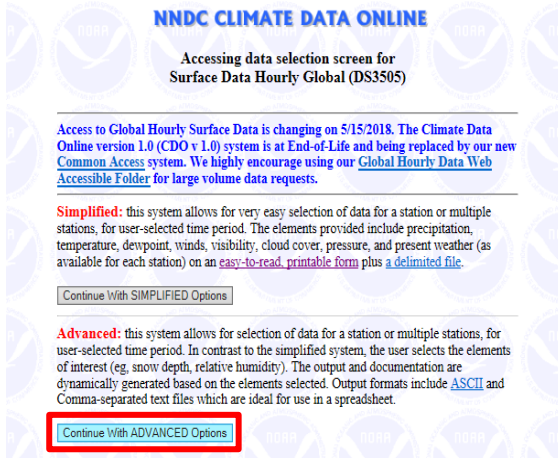 NNDC CLIMATE DATA ONLINE
Accessing data selection screen for
Surface Data Hourly Global (DS3505)
Access to Global Hourly Surface Data is changing on 5/15/2018. The Climate Data
Online version 1.0 (CDO v 1.0) system is at End-of-Life and being replaced by our new
Common Access system. We highly encourage using our Global Hourly Data Web
Accessible Folder for large volume data requests.
Simplified: this system allows for very easy selection of data for a station or multiple
stations, for user-selected time period. The elements provided include precipitation,
temperature, dewpoint, winds, visibility, cloud cover, pressure, and present weather (as
available for each station) on an easy-to-read, printable form plus a delimited file.
Continue With SIMPLIFIED Options
Advanced: this system allows for selection of data for a station or multiple stations, for
user-selected time period. In contrast to the simplified system, the user selects the elements
of interest (eg, snow depth, relative humidity). The output and documentation are
dynamically generated based on the elements selected. Output formats include ASCII and
Comma-separated text files which are ideal for use in a spreadsheet.
Continue With ADVANCED Options